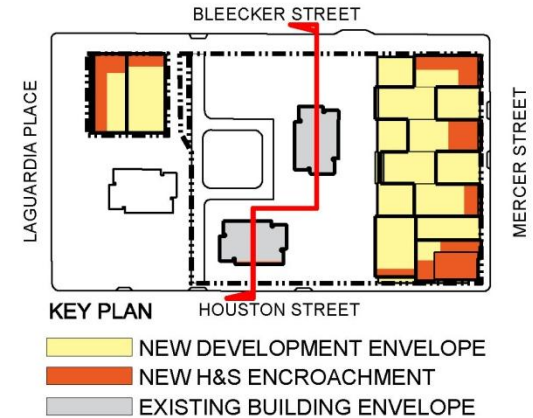 BLEECKER STREET
LAGUARDIA PLACE
MERCER STREET
KEY PLAN
HOUSTON STREET
NEW DEVELOPMENT ENVELOPE
NEW H&S ENCROACHMENT
EXISTING BUILDING ENVELOPE